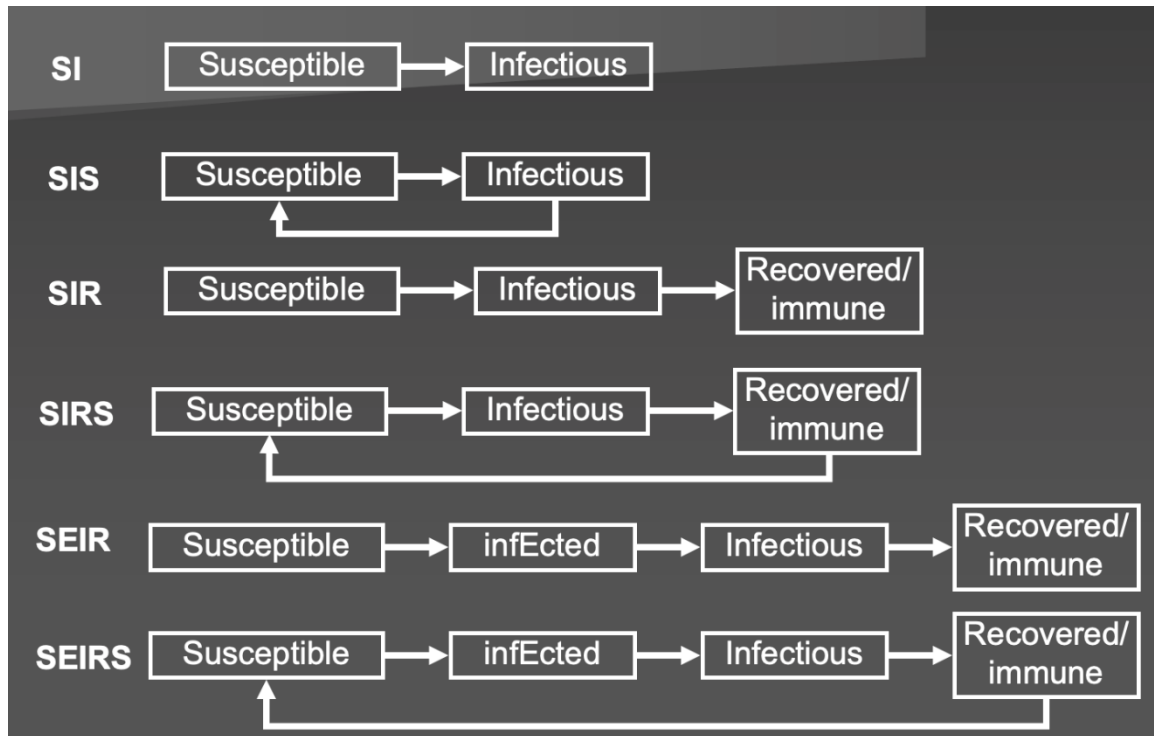 SI Susceptible Infectious
SIS Susceptible Infectious
SIR Susceptible Infectious Recovered/
immune
SIRS Susceptible Infectious Recovered/
immune
SEIR Susceptible infEcted Infectious Recovered/
immune
SEIRS Susceptible infEcted Infectious Recovered/
immune